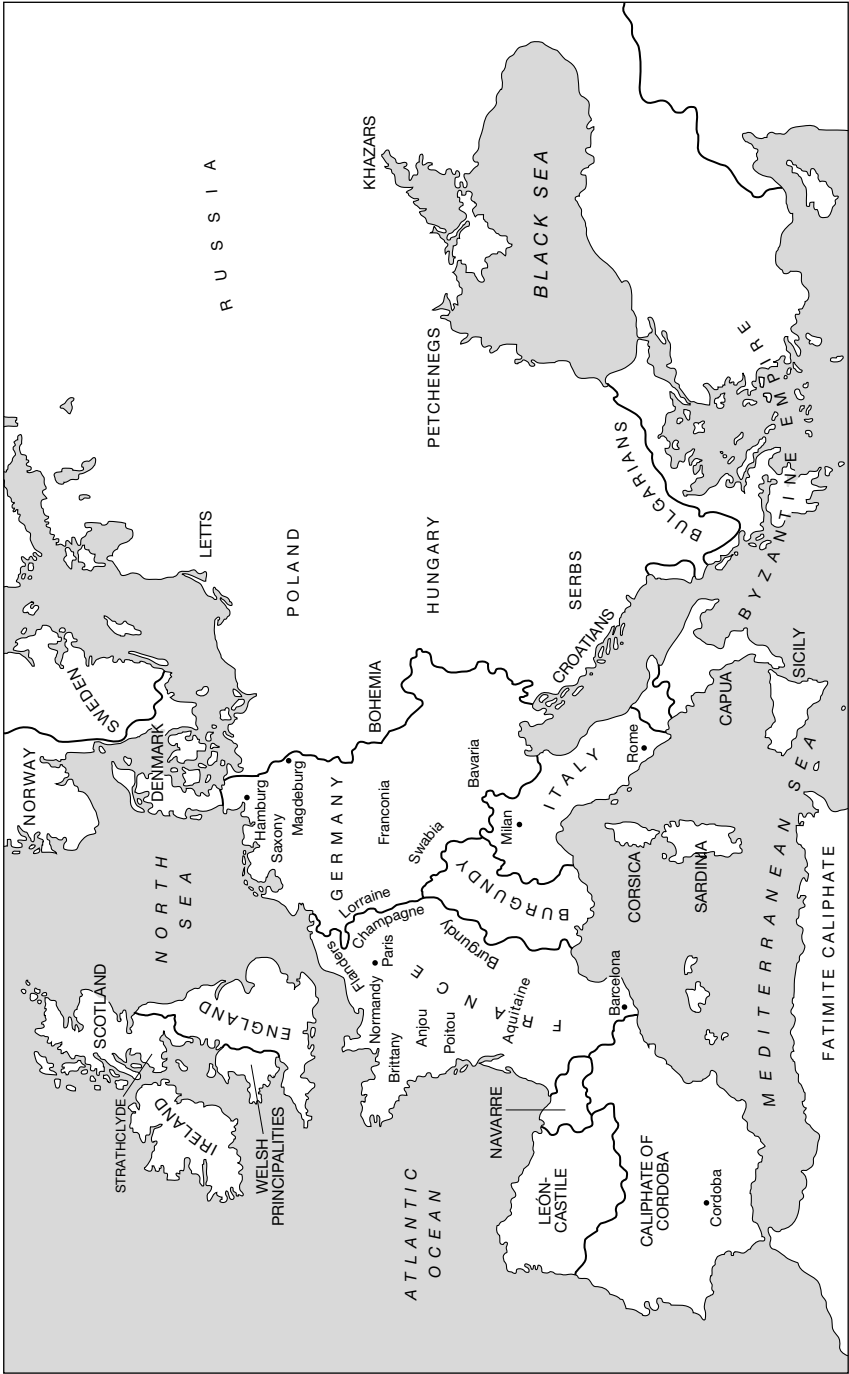 NORWAY
SWEDEN
DENMARK
NORTH
SEA
SCOTLAND
STRATHCLYDE
IRELAND
ENGLAND
WELSH
PRINCIPALITIES
ATLANTIC
OCEAN
LETTS
RUSSIA
POLAND
KHAZARS
PETCHENEGS
HUNGARY
BOHEMIA
Hamburg
Saxony
Magdeburg
GERMANY
Franconia
Lorraine
Swabia
Bavaria
Flanders
Champagne
Normandy
Paris
Brittany
Anjou
Poitou
Burgundy
Aquitaine
FRANCE
BURGUNDY
Milan
ITALY
Rome
CROATIANS
SERBS
BULGARIANS
BLACK SEA
BYZANTINE EMPIRE
CAPUA
SICILY
CORSICA
SARDINIA
Barcelona
NAVARRE
LEON-
CASTILE
CALIPHATE OF
CORDOBA
Cordoba
MEDITERRANEAN SEA
FATIMITE CALIPHATE